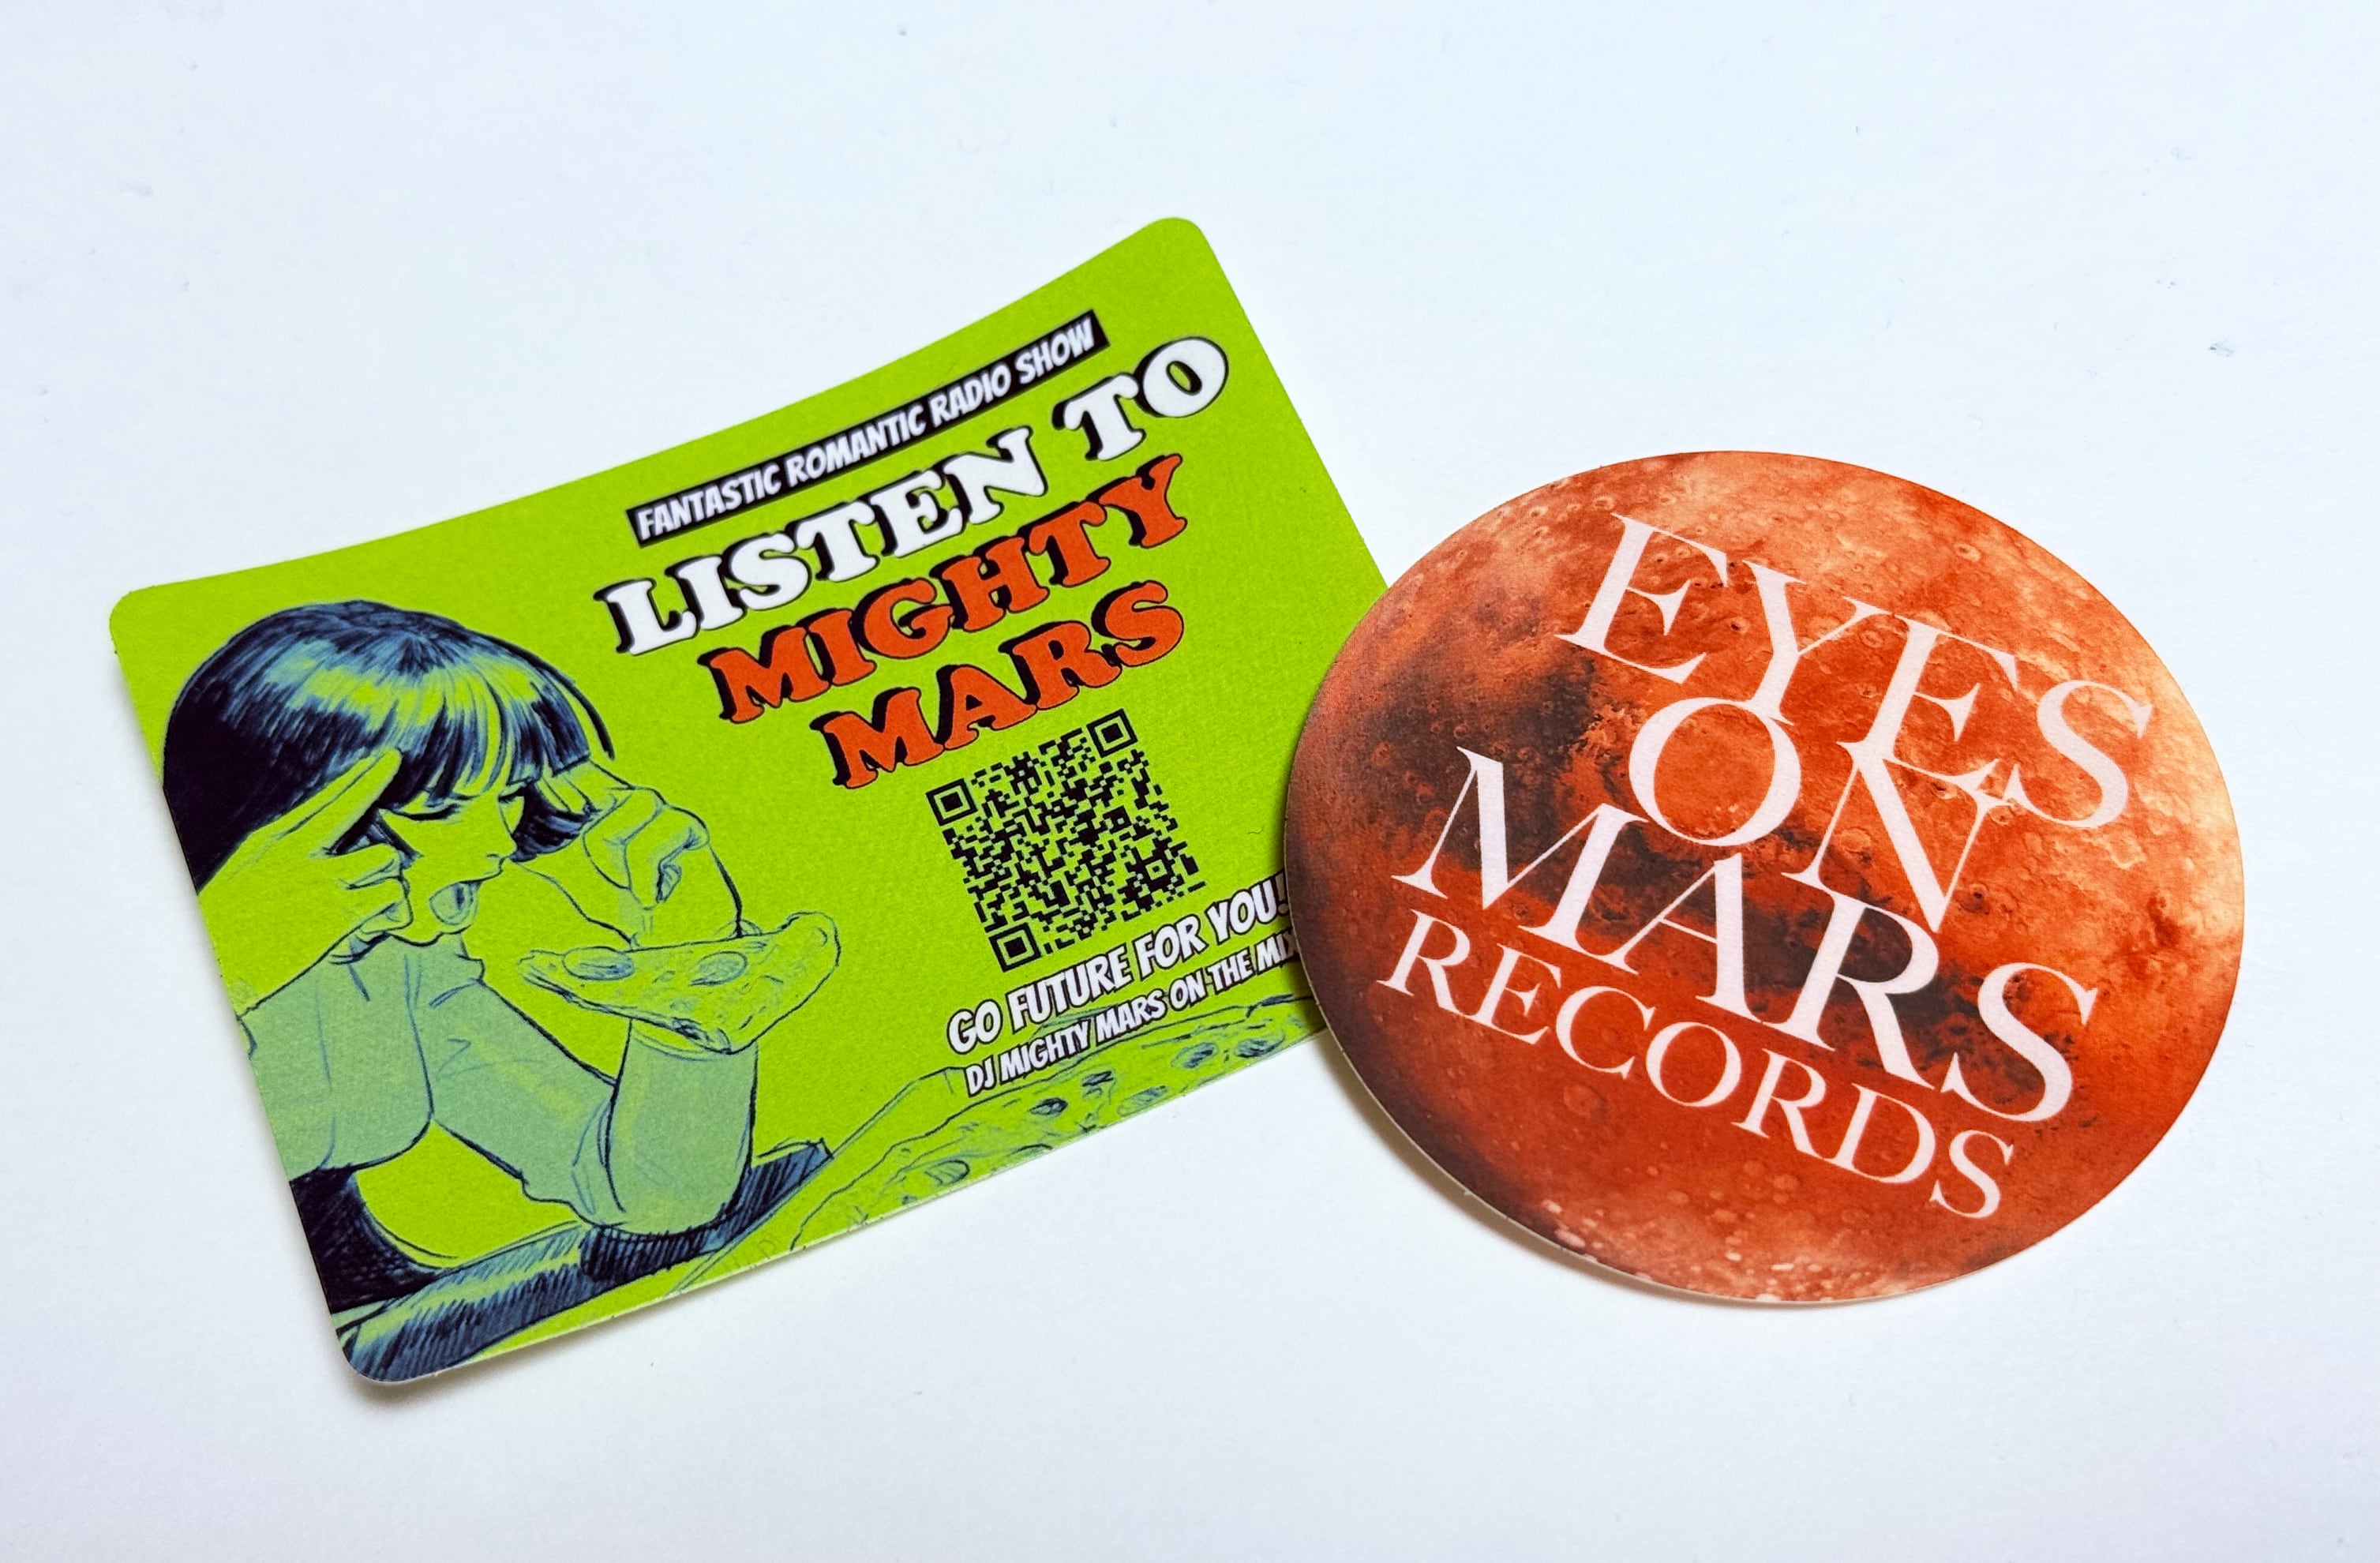 FANTASTIC ROMANTIC RADIO SHOW
LISTEN TO
MIGHTY
MARS
GO FUTURE FOR YOU!
DJ MIGHTY MARS ON THE MIX
EYES
ON
MARS
RECORDS